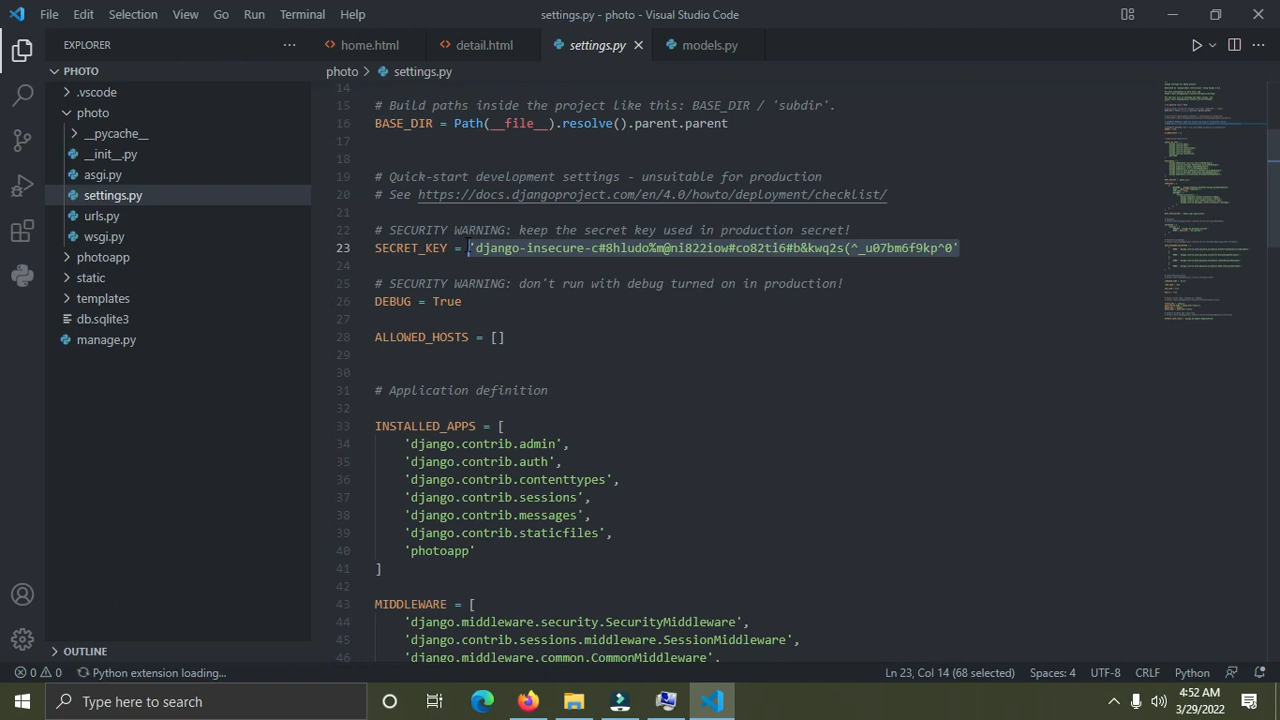 File Edit Selection View Go Run Terminal Help settings.py - photo - Visual Studio Code
EXPLORER
home.html detail.html settings.py models.py
PHOTO
photo > settings.py
.vscode
photo
__pycache__
__init__.py
asgi.py
settings.py
urls.py
wsgi.py
photoapp
static
templates
db.sqlite3
manage.py
OUTLINE
14
15 # Build paths inside the project like this: BASE_DIR / 'subdir'.
16 BASE_DIR = Path(__file__).resolve().parent.parent
17
18
19 # Quick-start development settings - unsuitable for production
20 # See https://docs.djangoproject.com/en/4.0/howto/deployment/checklist/
21
22 # SECURITY WARNING: keep the secret key used in production secret!
23 SECRET_KEY = 'django-insecure-c#8hludo%m@ni822iow#co82ti6#b&kwq2s(^_u07bm6f9kp^0'
24
25 # SECURITY WARNING: don't run with debug turned on in production!
26 DEBUG = True
27
28 ALLOWED_HOSTS = []
29
30
31 # Application definition
32
33 INSTALLED_APPS = [
34 'django.contrib.admin',
35 'django.contrib.auth',
36 'django.contrib.contenttypes',
37 'django.contrib.sessions',
38 'django.contrib.messages',
39 'django.contrib.staticfiles',
40 'photoapp'
41 ]
42
43 MIDDLEWARE = [
44 'django.middleware.security.SecurityMiddleware',
45 'django.contrib.sessions.middleware.SessionMiddleware',
46 'django.middleware.common.CommonMiddleware',
0 0 Python extension loading... Ln 23, Col 14 (68 selected) Spaces: 4 UTF-8 CRLF Python
Type here to search
4:52 AM
3/29/2022